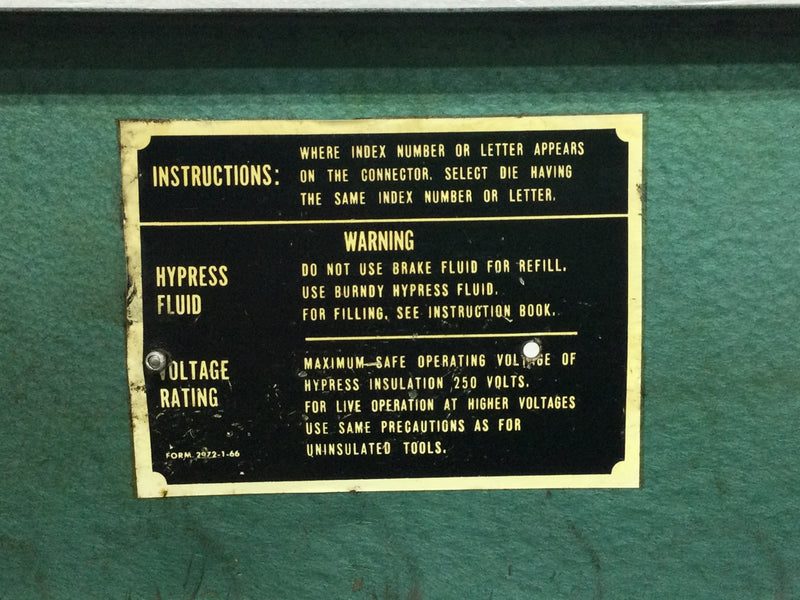 INSTRUCTIONS:
WHERE INDEX NUMBER OR LETTER APPEARS
ON THE CONNECTOR. SELECT DIE HAVING
THE SAME INDEX NUMBER OR LETTER.
WARNING
HYPRESS
FLUID
DO NOT USE BRAKE FLUID FOR REFILL.
USE BURNDY HYPRESS FLUID.
FOR FILLING, SEE INSTRUCTION BOOK.
VOLTAGE
RATING
MAXIMUM SAFE OPERATING VOLTAGE OF
HYPRESS INSULATION 250 VOLTS.
FOR LIVE OPERATION AT HIGHER VOLTAGES
USE SAME PRECAUTIONS AS FOR
UNINSULATED TOOLS.
FORM 2972-1-66